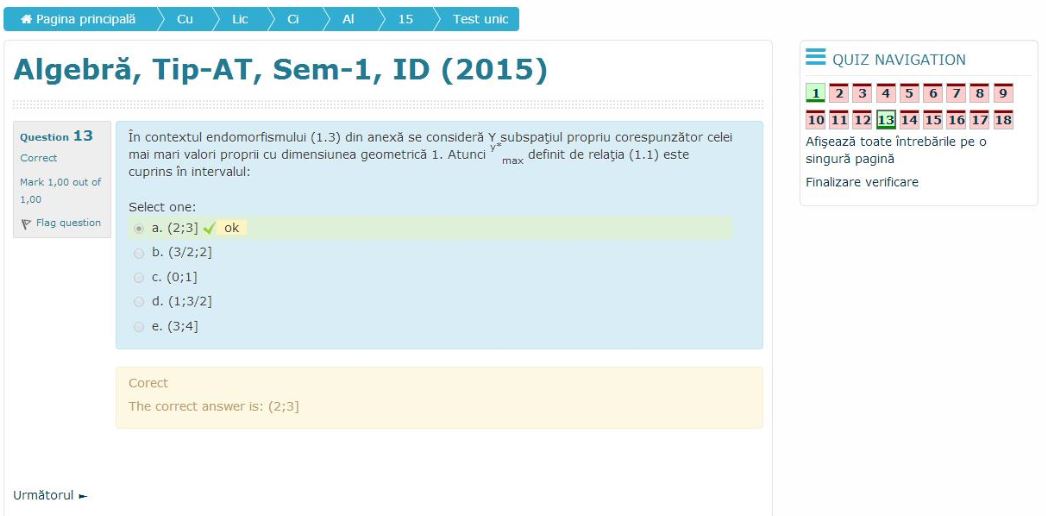 Pagina principală Cu Lic Ci Al 15 Test unic
Algebră, Tip-AT, Sem-1, ID (2015)
Question 13
Correct
Mark 1,00 out of
1,00
Flag question
În contextul endomorfismului (1.3) din anexă se consideră Y subspaţiul propriu corespunzător celei
mai mari valori proprii cu dimensiunea geometrică 1. Atunci y* max definit de relaţia (1.1) este
cuprins în intervalul:
Select one:
a. (2;3] ok
b. (3/2;2]
c. (0;1]
d. (1;3/2]
e. (3;4]
Corect
The correct answer is: (2;3]
Următorul ►
QUIZ NAVIGATION
1 2 3 4 5 6 7 8 9
10 11 12 13 14 15 16 17 18
Afişează toate întrebările pe o
singură pagină
Finalizare verificare